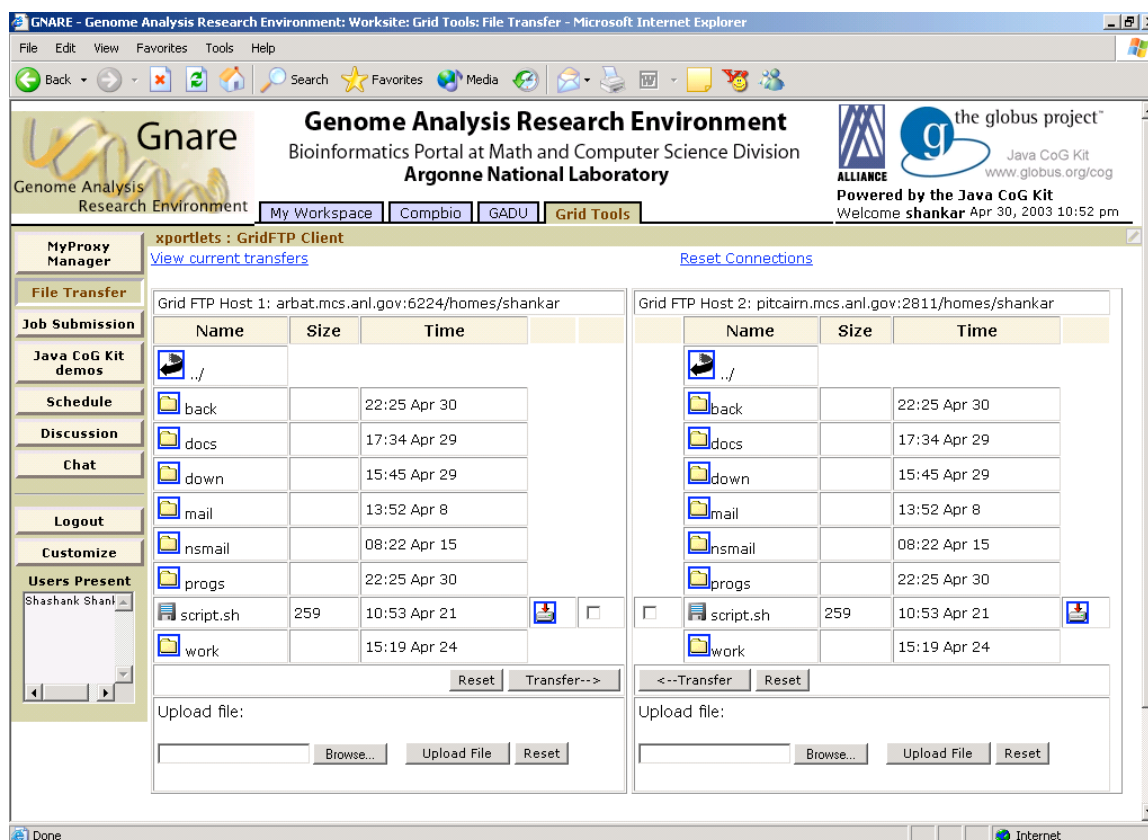 GNARE - Genome Analysis Research Environment: Worksite: Grid Tools: File Transfer - Microsoft Internet Explorer
File Edit View Favorites Tools Help
Back Search Favorites Media
Gnare
Genome Analysis
Research Environment
Genome Analysis Research Environment
Bioinformatics Portal at Math and Computer Science Division
Argonne National Laboratory
ALLIANCE
g
the globus project™
Java CoG Kit
www.globus.org/cog
Powered by the Java CoG Kit
Welcome shankar Apr 30, 2003 10:52 pm
My Workspace Compbio GADU Grid Tools
MyProxy
Manager
File Transfer
Job Submission
Java CoG Kit
demos
Schedule
Discussion
Chat
Logout
Customize
Users Present
Shashank Shank
xportlets : GridFTP Client
View current transfers Reset Connections
Grid FTP Host 1: arbat.mcs.anl.gov:6224/homes/shankar
Name Size Time
../
back 22:25 Apr 30
docs 17:34 Apr 29
down 15:45 Apr 29
mail 13:52 Apr 8
nsmail 08:22 Apr 15
progs 22:25 Apr 30
script.sh 259 10:53 Apr 21
work 15:19 Apr 24
Reset Transfer-->
Upload file:
Browse... Upload File Reset
Grid FTP Host 2: pitcairn.mcs.anl.gov:2811/homes/shankar
Name Size Time
../
back 22:25 Apr 30
docs 17:34 Apr 29
down 15:45 Apr 29
mail 13:52 Apr 8
nsmail 08:22 Apr 15
progs 22:25 Apr 30
script.sh 259 10:53 Apr 21
work 15:19 Apr 24
<--Transfer Reset
Upload file:
Browse... Upload File Reset
Done Internet